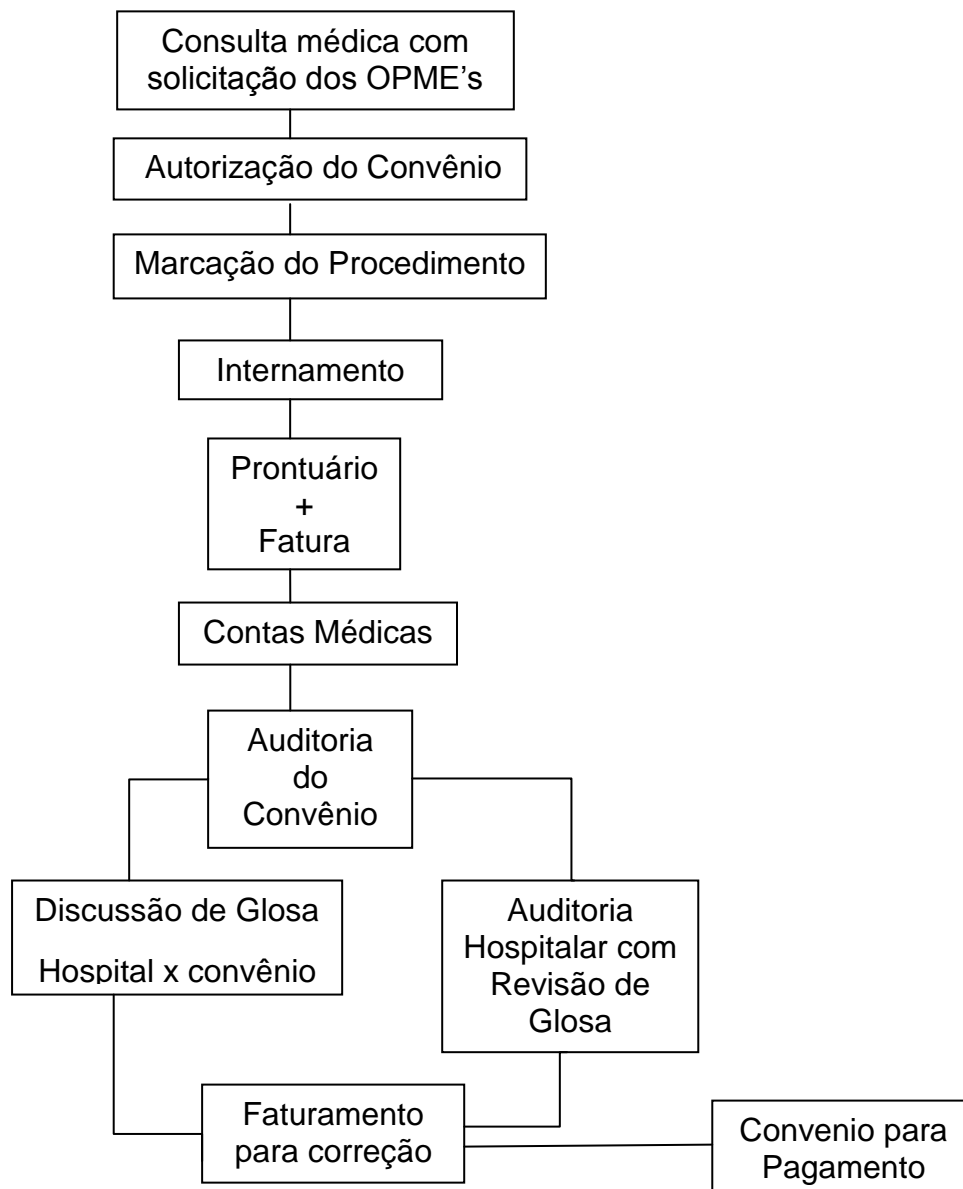 Consulta médica com
solicitação dos OPME’s
Autorização do Convênio
Marcação do Procedimento
Internamento
Prontuário
+
Fatura
Contas Médicas
Auditoria
do
Convênio
Discussão de Glosa
Hospital x convênio
Auditoria
Hospitalar com
Revisão de
Glosa
Faturamento
para correção
Convenio para
Pagamento